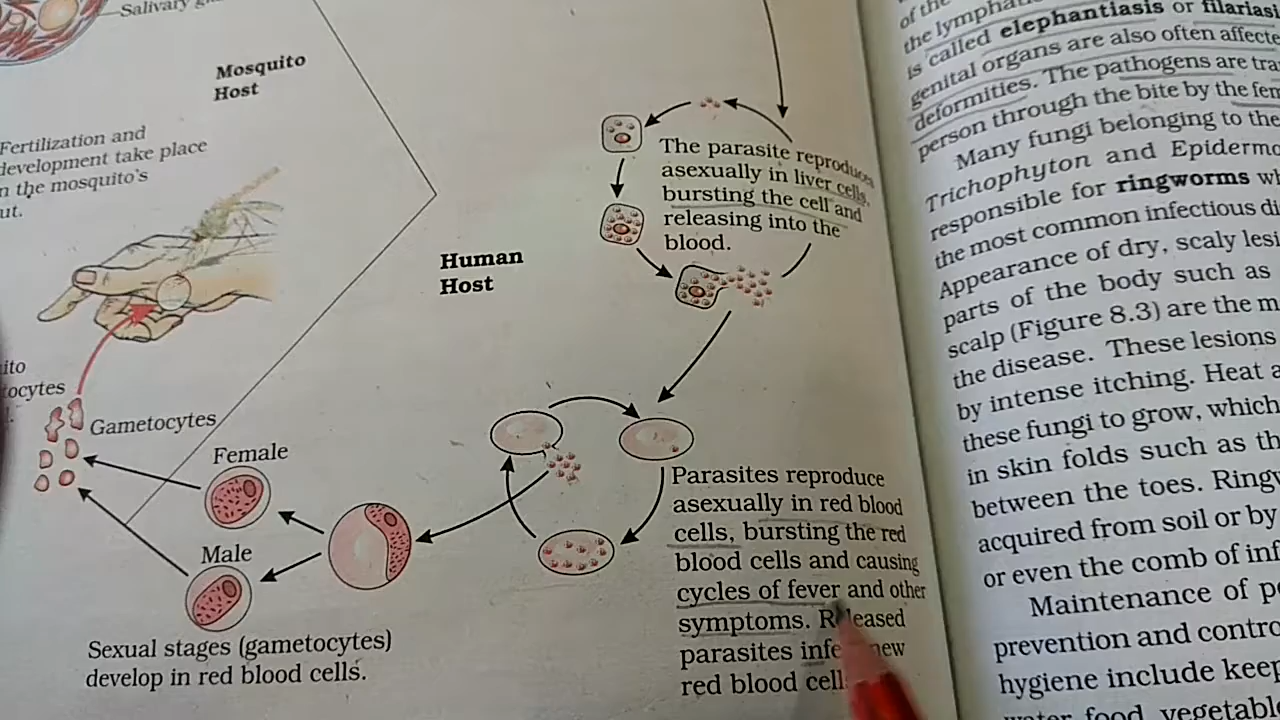 Salivary
Mosquito
Host
Fertilization and
development take place
the mosquito's
Human
Host
Gametocytes
Female
Male
Sexual stages (gametocytes)
develop in red blood cells.
The parasite reproduces
asexually in liver cells,
bursting the cell and
releasing into the
blood.
Parasites reproduce
asexually in red blood
cells, bursting the red
blood cells and causing
cycles of fever and other
symptoms. Released
parasites new
red blood
of the
the
is called elephantiasis or
genital organs are also often
deformities. The pathogens are
person through the bite by the
Many fungi belonging to the
Trichophyton and
responsible for ringworms
the most common infectious
Appearance of dry, scaly
parts of the body such as
scalp (Figure 8.3) are the
the disease. These lesions
by intense itching. Heat
these fungi to grow, which
in skin folds such as
between the toes.
acquired from soil or by
or even the comb of
Maintenance of
prevention and
hygiene include
water, food,